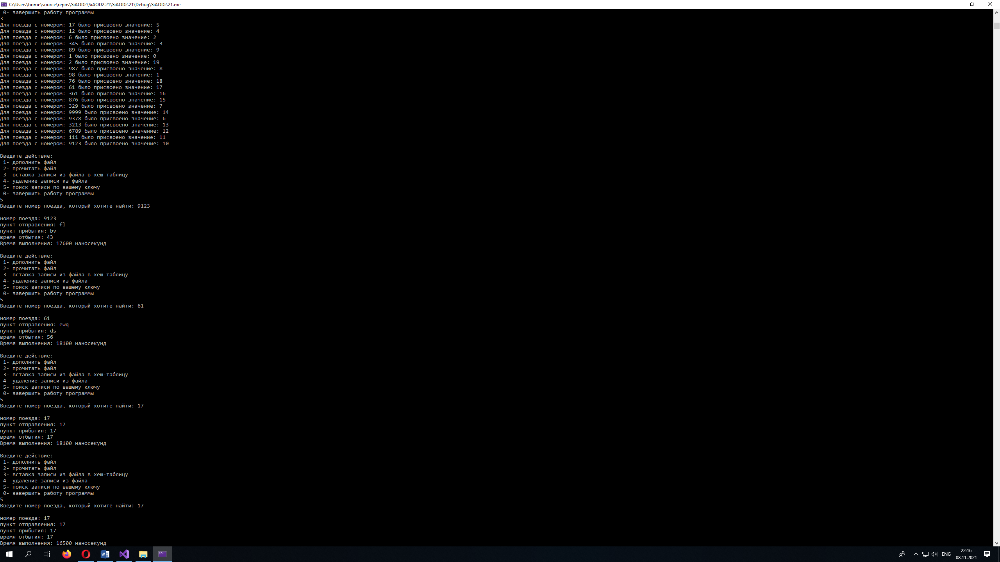 C:\Users\home\source\repos\SiAOD2\SiAOD2.21\SiAOD2.21\Debug\SiAOD2.21.exe
0- завершить работу программы
3
Для поезда с номером: 17 было присвоено значение: 5
Для поезда с номером: 12 было присвоено значение: 4
Для поезда с номером: 6 было присвоено значение: 2
Для поезда с номером: 345 было присвоено значение: 3
Для поезда с номером: 89 было присвоено значение: 9
Для поезда с номером: 1 было присвоено значение: 0
Для поезда с номером: 2 было присвоено значение: 19
Для поезда с номером: 987 было присвоено значение: 8
Для поезда с номером: 98 было присвоено значение: 1
Для поезда с номером: 76 было присвоено значение: 18
Для поезда с номером: 61 было присвоено значение: 17
Для поезда с номером: 361 было присвоено значение: 16
Для поезда с номером: 876 было присвоено значение: 15
Для поезда с номером: 329 было присвоено значение: 7
Для поезда с номером: 9999 было присвоено значение: 14
Для поезда с номером: 9378 было присвоено значение: 6
Для поезда с номером: 3213 было присвоено значение: 13
Для поезда с номером: 6789 было присвоено значение: 12
Для поезда с номером: 111 было присвоено значение: 11
Для поезда с номером: 9123 было присвоено значение: 10
Введите действие:
1- дополнить файл
2- прочитать файл
3- вставка записи из файла в хеш-таблицу
4- удаление записи из файла
5- поиск записи по вашему ключу
0- завершить работу программы
5
Введите номер поезда, который хотите найти: 9123
номер поезда: 9123
пункт отправления: fl
пункт прибытия: bv
время отбытия: 43
Время выполнения: 17600 наносекунд
Введите действие:
1- дополнить файл
2- прочитать файл
3- вставка записи из файла в хеш-таблицу
4- удаление записи из файла
5- поиск записи по вашему ключу
0- завершить работу программы
5
Введите номер поезда, который хотите найти: 61
номер поезда: 61
пункт отправления: ewq
пункт прибытия: ds
время отбытия: 56
Время выполнения: 18100 наносекунд
Введите действие:
1- дополнить файл
2- прочитать файл
3- вставка записи из файла в хеш-таблицу
4- удаление записи из файла
5- поиск записи по вашему ключу
0- завершить работу программы
5
Введите номер поезда, который хотите найти: 17
номер поезда: 17
пункт отправления: 17
пункт прибытия: 17
время отбытия: 17
Время выполнения: 18100 наносекунд
Введите действие:
1- дополнить файл
2- прочитать файл
3- вставка записи из файла в хеш-таблицу
4- удаление записи из файла
5- поиск записи по вашему ключу
0- завершить работу программы
5
Введите номер поезда, который хотите найти: 17
номер поезда: 17
пункт отправления: 17
пункт прибытия: 17
время отбытия: 17
Время выполнения: 16500 наносекунд
ENG
22:16
08.11.2021